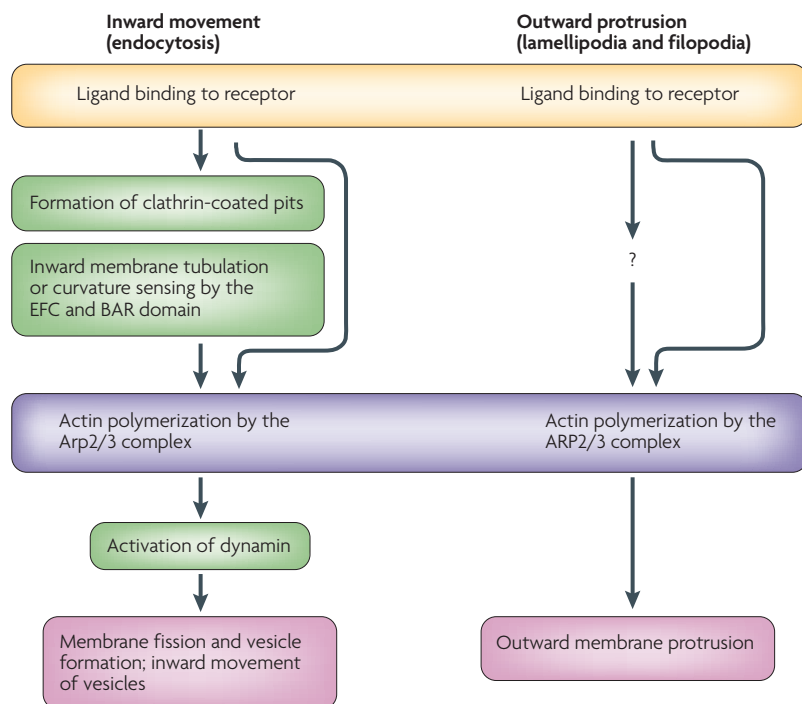 Inward movement
(endocytosis)
Outward protrusion
(lamellipodia and filopodia)
Ligand binding to receptor
Ligand binding to receptor
Formation of clathrin-coated pits
Inward membrane tubulation
or curvature sensing by the
EFC and BAR domain
?
Actin polymerization by the
Arp2/3 complex
Actin polymerization by the
ARP2/3 complex
Activation of dynamin
Membrane fission and vesicle
formation; inward movement
of vesicles
Outward membrane protrusion